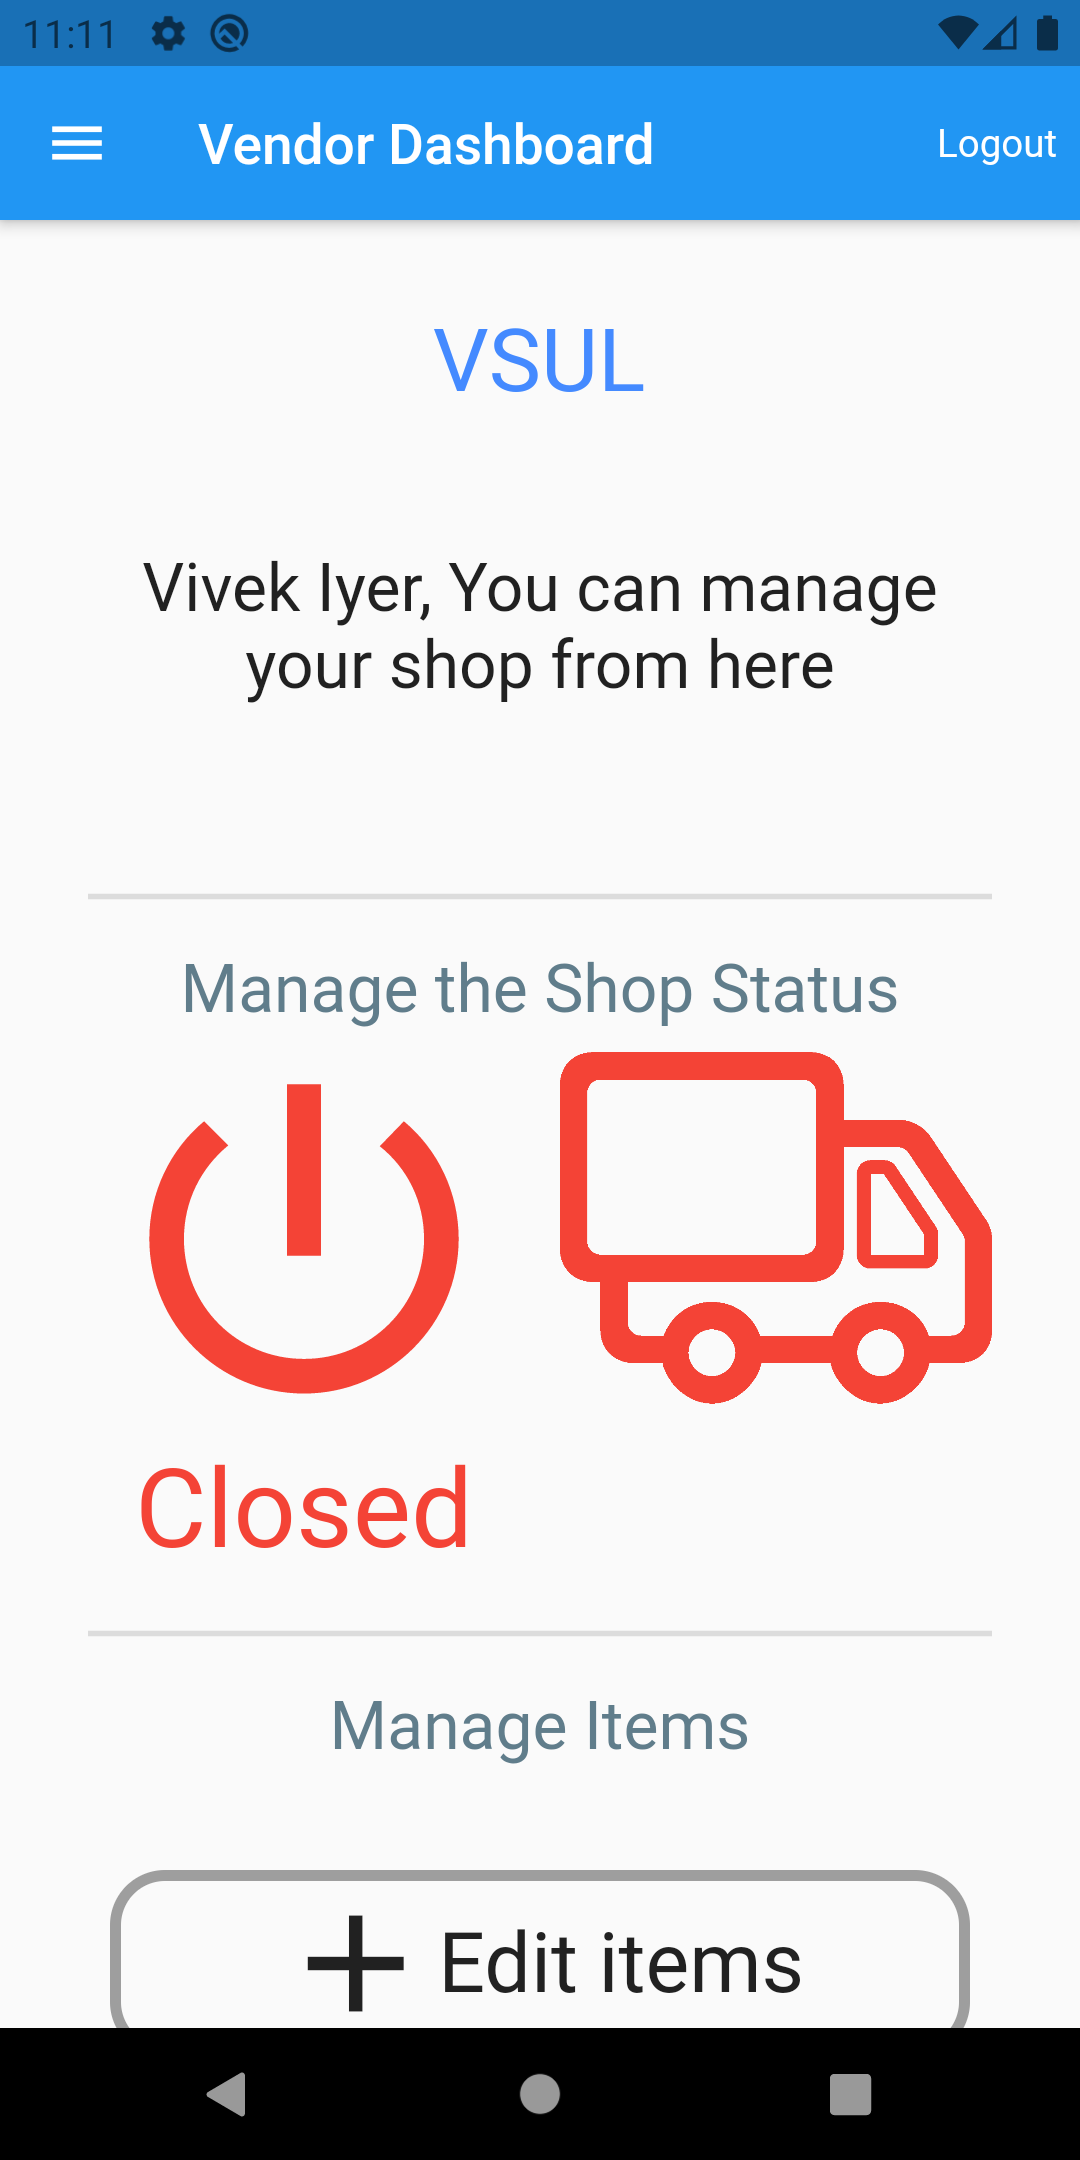 11:11
Vendor Dashboard
Logout
VSUL
Vivek Iyer, You can manage
your shop from here
Manage the Shop Status
Closed
Manage Items
Edit items